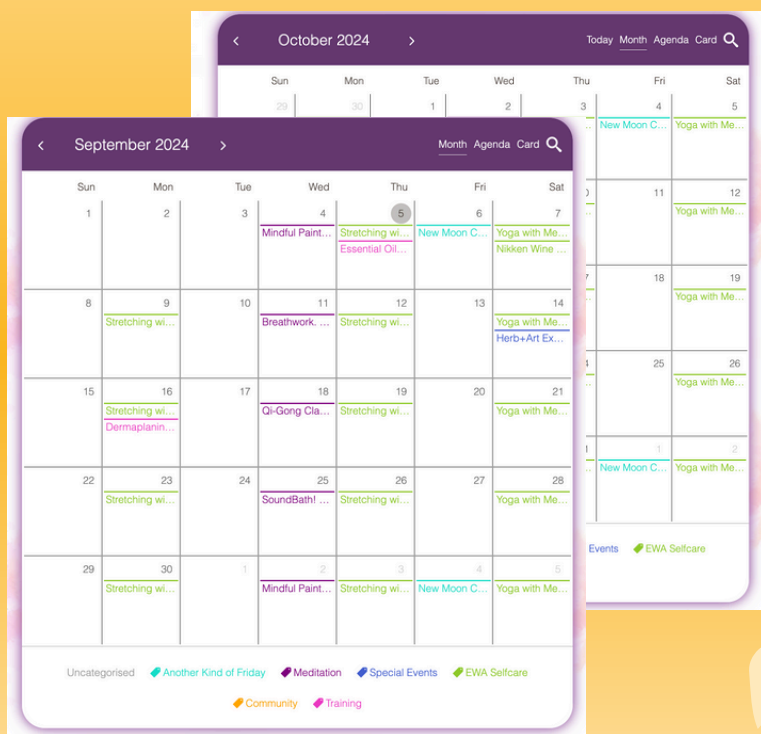 October 2024
Today Month Agenda Card
Sun Mon Tue Wed Thu Fri Sat
29 30 1 2 3 4 5
New Moon C... Yoga with Me...
11 12
Yoga with Me...
18 19
Yoga with Me...
25 26
Yoga with Me...
1 2
New Moon C... Yoga with Me...
Events EWA Selfcare
September 2024
Month Agenda Card
Sun Mon Tue Wed Thu Fri Sat
1 2 3 4 5 6 7
Mindful Paint... Stretching wi... New Moon C... Yoga with Me...
Essential Oil... Nikken Wine ...
8 9 10 11 12 13 14
Stretching wi... Breathwork. ... Stretching wi... Yoga with Me...
Herb+Art Ex...
15 16 17 18 19 20 21
Stretching wi... Qi-Gong Cla... Stretching wi... Yoga with Me...
Dermaplanin...
22 23 24 25 26 27 28
Stretching wi... SoundBath! ... Stretching wi... Yoga with Me...
29 30 1 2 3 4 5
Stretching wi... Mindful Paint... Stretching wi... New Moon C... Yoga with Me...
Uncategorised Another Kind of Friday Meditation Special Events EWA Selfcare
Community Training